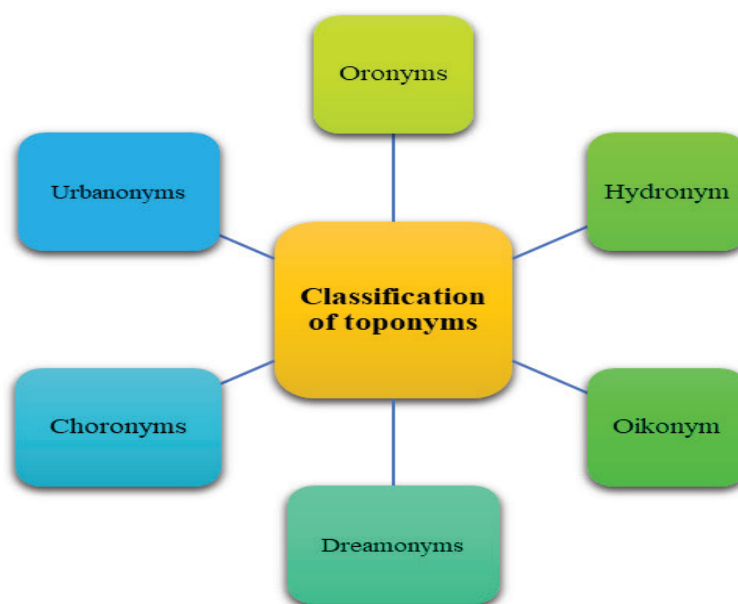 Oronyms
Urbanonyms
Hydronym
Classification
of toponyms
Choronyms
Oikonym
Dreamonyms